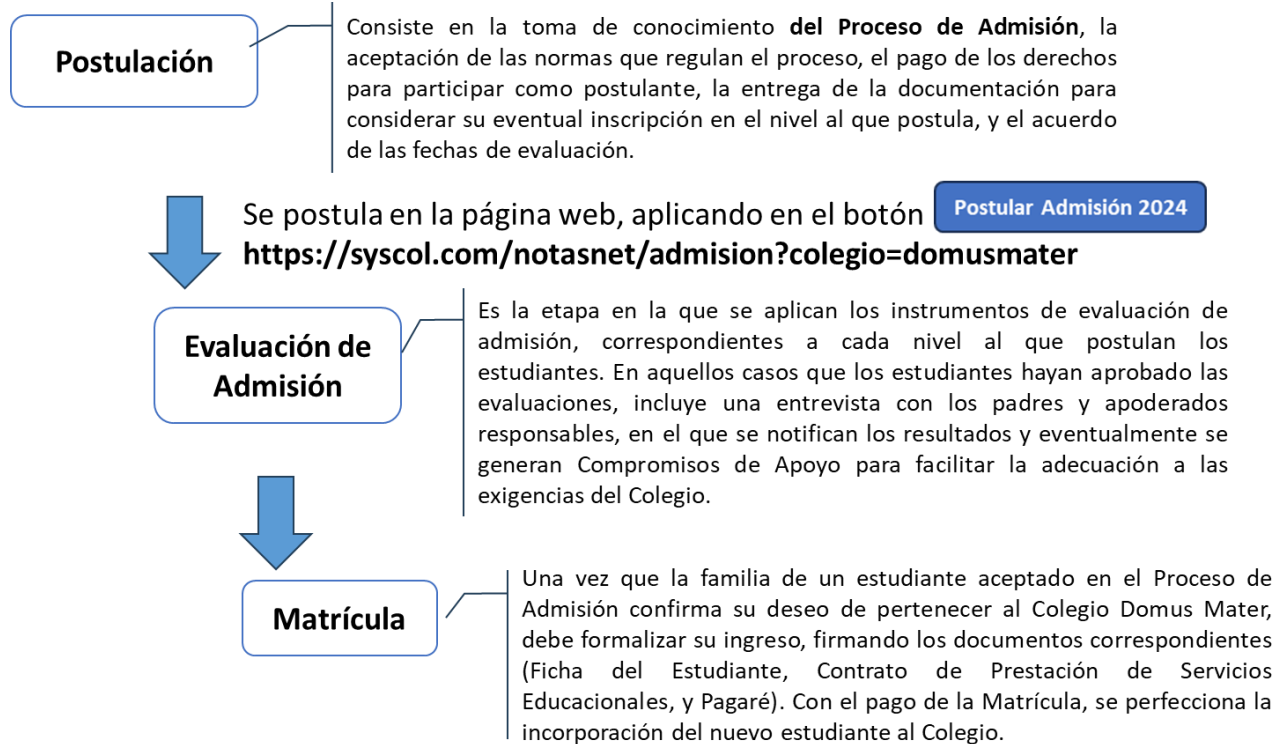 Postulación
Consiste en la toma de conocimiento del Proceso de Admisión, la
aceptación de las normas que regulan el proceso, el pago de los derechos
para participar como postulante, la entrega de la documentación para
considerar su eventual inscripción en el nivel al que postula, y el acuerdo
de las fechas de evaluación.
Se postula en la página web, aplicando en el botón Postular Admisión 2024
https://syscol.com/notasnet/admision?colegio=domusmater
Evaluación de
Admisión
Es la etapa en la que se aplican los instrumentos de evaluación de
admisión, correspondientes a cada nivel al que postulan los
estudiantes. En aquellos casos que los estudiantes hayan aprobado las
evaluaciones, incluye una entrevista con los padres y apoderados
responsables, en el que se notifican los resultados y eventualmente se
generan Compromisos de Apoyo para facilitar la adecuación a las
exigencias del Colegio.
Matrícula
Una vez que la familia de un estudiante aceptado en el Proceso de
Admisión confirma su deseo de pertenecer al Colegio Domus Mater,
debe formalizar su ingreso, firmando los documentos correspondientes
(Ficha del Estudiante, Contrato de Prestación de Servicios
Educacionales, y Pagaré). Con el pago de la Matrícula, se perfecciona la
incorporación del nuevo estudiante al Colegio.